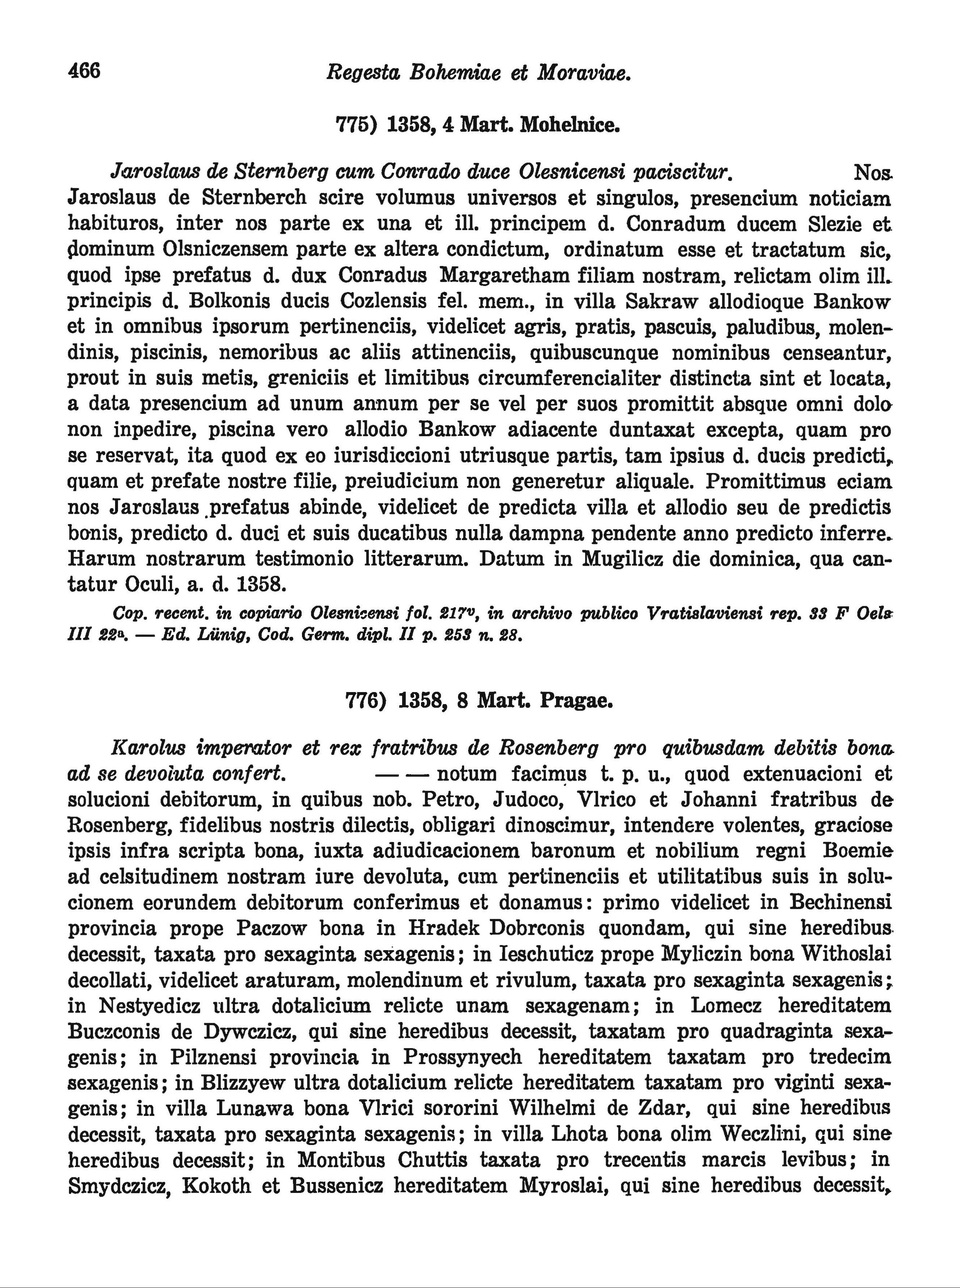 466
Regesta Bohemiae et Moraviae.
775) 1358, 4 Mart. Mohelnice.
Jaroslaus de Sternberg cum Conrado duce Olesnicensi paciscitur. Nos
Jaroslaus de Sternberch scire volumus universos et singulos, presencium noticiam
habituros, inter nos parte ex una et ill. principem d. Conradum ducem Slezie et
dominum Olsniczensem parte ex altera condictum, ordinatum esse et tractatum sic,
quod ipse prefatus d. dux Conradus Margaretham filiam nostram, relictam olim ill.
principis d. Bolkonis ducis Cozlensis fel. mem., in villa Sakraw allodioque Bankow
et in omnibus ipsorum pertinenciis, videlicet agris, pratis, pascuis, paludibus, molen-
dinis, piscinis, nemoribus ac aliis attinenciis, quibuscunque nominibus censeantur,
prout in suis metis, greniciis et limitibus circumferencialiter distincta sint et locata,
a data presencium ad unum annum per se vel per suos promittit absque omni dolo
non inpedire, piscina vero allodio Bankow adiacente duntaxat excepta, quam pro
se reservat, ita quod ex eo iurisdiccioni utriusque partis, tam ipsius d. ducis predicti,
quam et prefate nostre filie, preiudicium non generetur aliquale. Promittimus eciam
nos Jaroslaus prefatus abinde, videlicet de predicta villa et allodio seu de predictis
bonis, predicto d. duci et suis ducatibus nulla dampna pendente anno predicto inferre.
Harum nostrarum testimonio litterarum. Datum in Mugilicz die dominica, qua can-
tatur Oculi, a. d. 1358.
Cop. recent. in copiario Olesnicensi fol. 217v, in archivo publico Vratislaviensi rep. 33 F Oels
III 22a. — Ed. Lünig, Cod. Germ. dipl. II p. 253 n. 28.
776) 1358, 8 Mart. Pragae.
Karolus imperator et rex fratribus de Rosenberg pro quibusdam debitis bona
ad se devoluta confert. — — notum facimus t. p. u., quod extenuacioni et
solucioni debitorum, in quibus nob. Petro, Judoco, Vlrico et Johanni fratribus de
Rosenberg, fidelibus nostris dilectis, obligari dinoscimur, intendere volentes, graciose
ipsis infra scripta bona, iuxta adiudicacionem baronum et nobilium regni Boemie
ad celsitudinem nostram iure devoluta, cum pertinenciis et utilitatibus suis in solu-
cionem eorundem debitorum conferimus et donamus: primo videlicet in Bechinensi
provincia prope Paczow bona in Hradek Dobrconis quondam, qui sine heredibus
decessit, taxata pro sexaginta sexagenis; in Ieschuticz prope Myliczin bona Withoslai
decollati, videlicet araturam, molendinum et rivulum, taxata pro sexaginta sexagenis;
in Nestyedicz ultra dotalicium relicte unam sexagenam; in Lomecz hereditatem
Buczconis de Dywczicz, qui sine heredibus decessit, taxatam pro quadraginta sexa-
genis; in Pilznensi provincia in Prossynyech hereditatem taxatam pro tredecim
sexagenis; in Blizzyew ultra dotalicium relicte hereditatem taxatam pro viginti sexa-
genis; in villa Lunawa bona Vlrici sororini Wilhelmi de Zdar, qui sine heredibus
decessit, taxata pro sexaginta sexagenis; in villa Lhota bona olim Weczlini, qui sine
heredibus decessit; in Montibus Chuttis taxata pro trecentis marcis levibus; in
Smydczicz, Kokoth et Bussenicz hereditatem Myroslai, qui sine heredibus decessit,